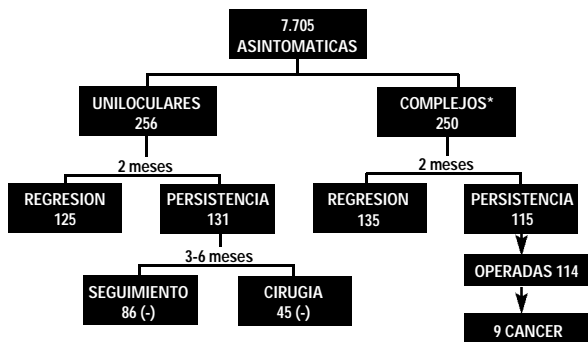 7.705
ASINTOMATICAS
UNILOCULARES
256
COMPLEJOS*
250
2 meses
2 meses
REGRESION
125
PERSISTENCIA
131
REGRESION
135
PERSISTENCIA
115
3-6 meses
SEGUIMIENTO
86 (-)
CIRUGIA
45 (-)
OPERADAS 114
9 CANCER